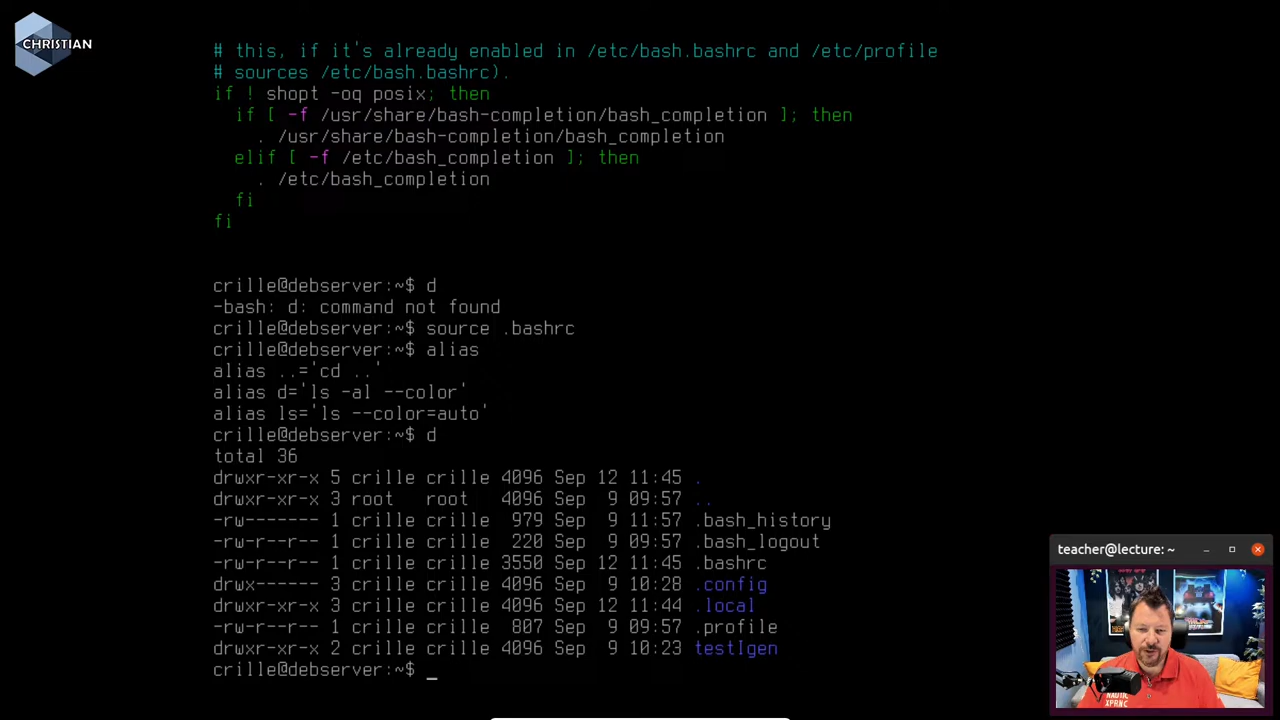 CHRISTIAN
# this, if it's already enabled in /etc/bash.bashrc and /etc/profile
# sources /etc/bash.bashrc).
if ! shopt -oq posix; then
  if [ -f /usr/share/bash-completion/bash_completion ]; then
    . /usr/share/bash-completion/bash_completion
  elif [ -f /etc/bash_completion ]; then
    . /etc/bash_completion
  fi
fi
crille@debserver:~$ d
-bash: d: command not found
crille@debserver:~$ source .bashrc
crille@debserver:~$ alias
alias ..='cd ..'
alias d='ls -al --color'
alias ls='ls --color=auto'
crille@debserver:~$ d
total 36
drwxr-xr-x 5 crille crille 4096 Sep 12 11:45 .
drwxr-xr-x 3 root   root   4096 Sep  9 09:57 ..
-rw------- 1 crille crille  979 Sep  9 11:57 .bash_history
-rw-r--r-- 1 crille crille  220 Sep  9 09:57 .bash_logout
-rw-r--r-- 1 crille crille 3550 Sep 12 11:45 .bashrc
drwx------ 3 crille crille 4096 Sep  9 10:28 .config
drwxr-xr-x 3 crille crille 4096 Sep 12 11:44 .local
-rw-r--r-- 1 crille crille  807 Sep  9 09:57 .profile
drwxr-xr-x 2 crille crille 4096 Sep  9 10:23 testIgen
crille@debserver:~$ _
teacher@lecture: ~